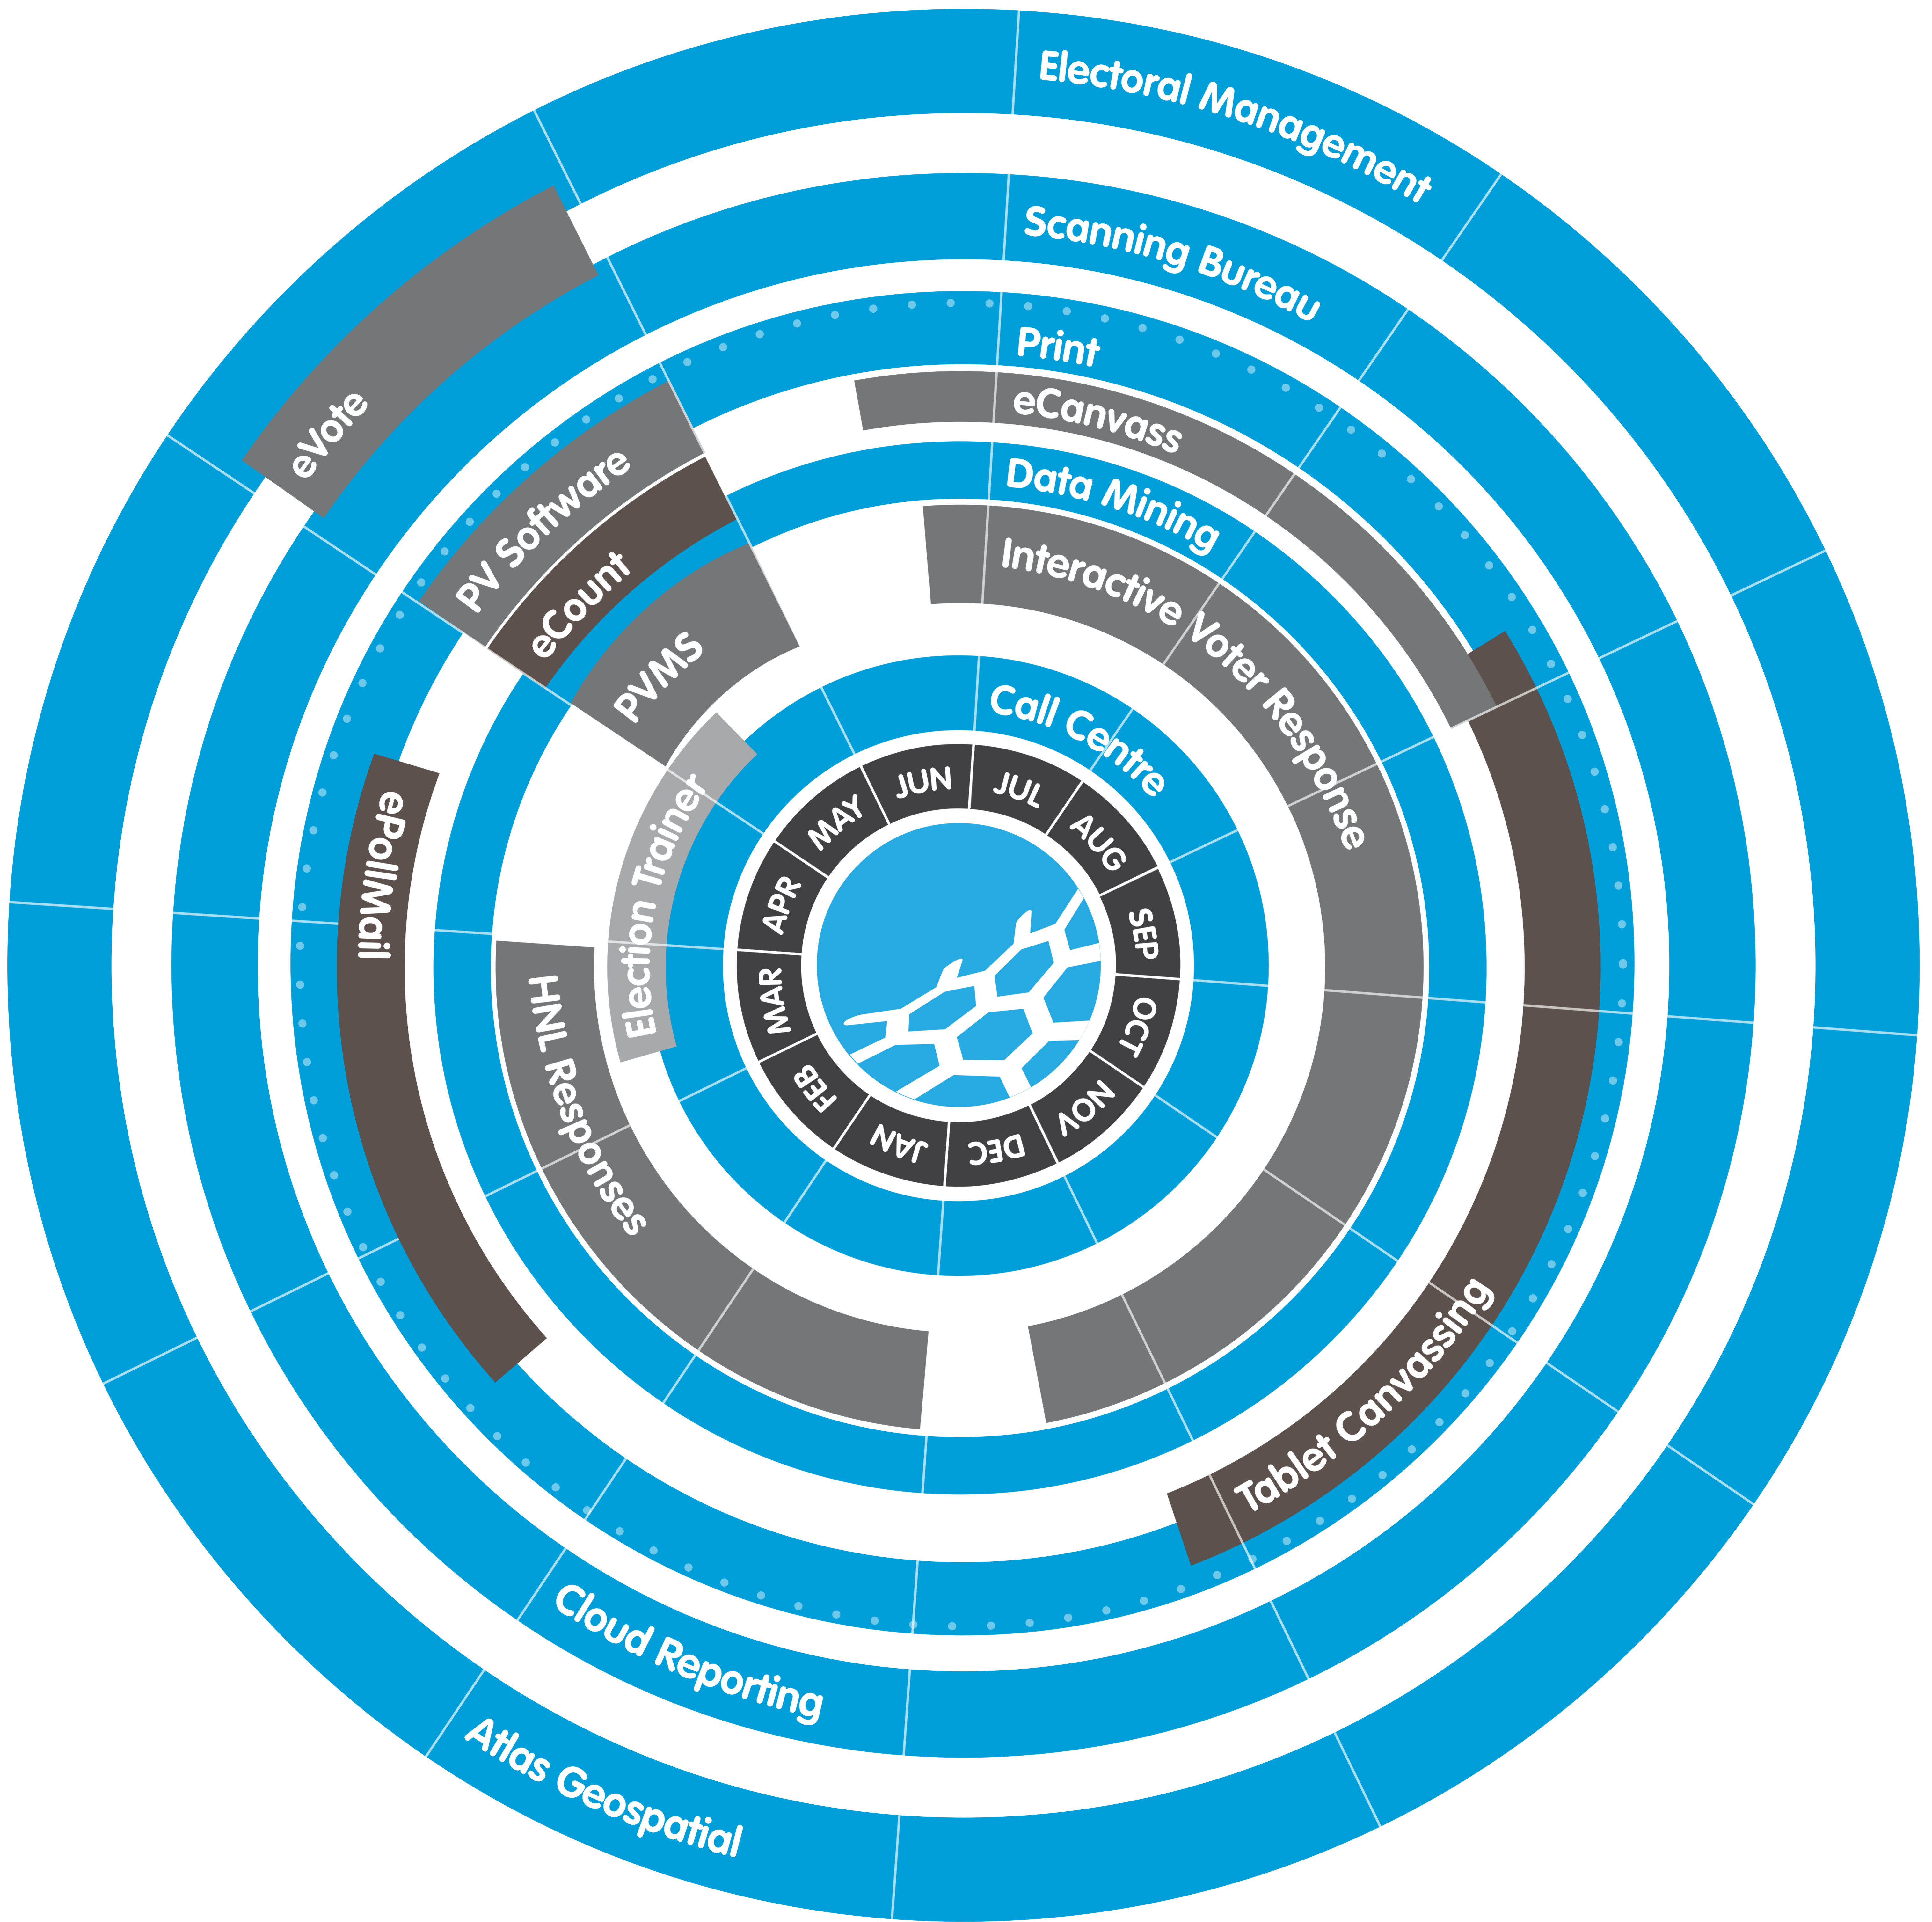 Electoral Management
Scanning Bureau
Print
eCanvass
Data Mining
Interactive Voter Response
Call Centre
eVote
PV Software
eCount
PVMS
Election Trainer
ePaMillpa
ITNL Responses
Tablet Canvassing
Cloud Reporting
Atlas Geospatial
JAN
FEB
MAR
APR
MAY
JUN
JUL
AUG
SEP
OCT
NOV
DEC